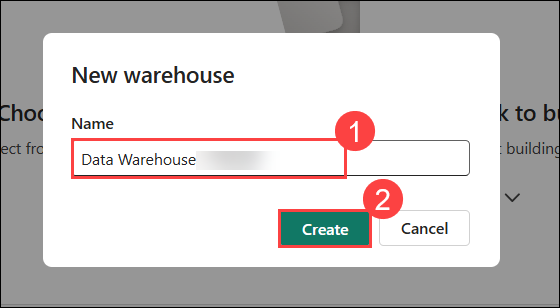 New warehouse
Choo
k to bu
Name
1
ect fro
Data Warehouse
t building
2
Create
Cancel